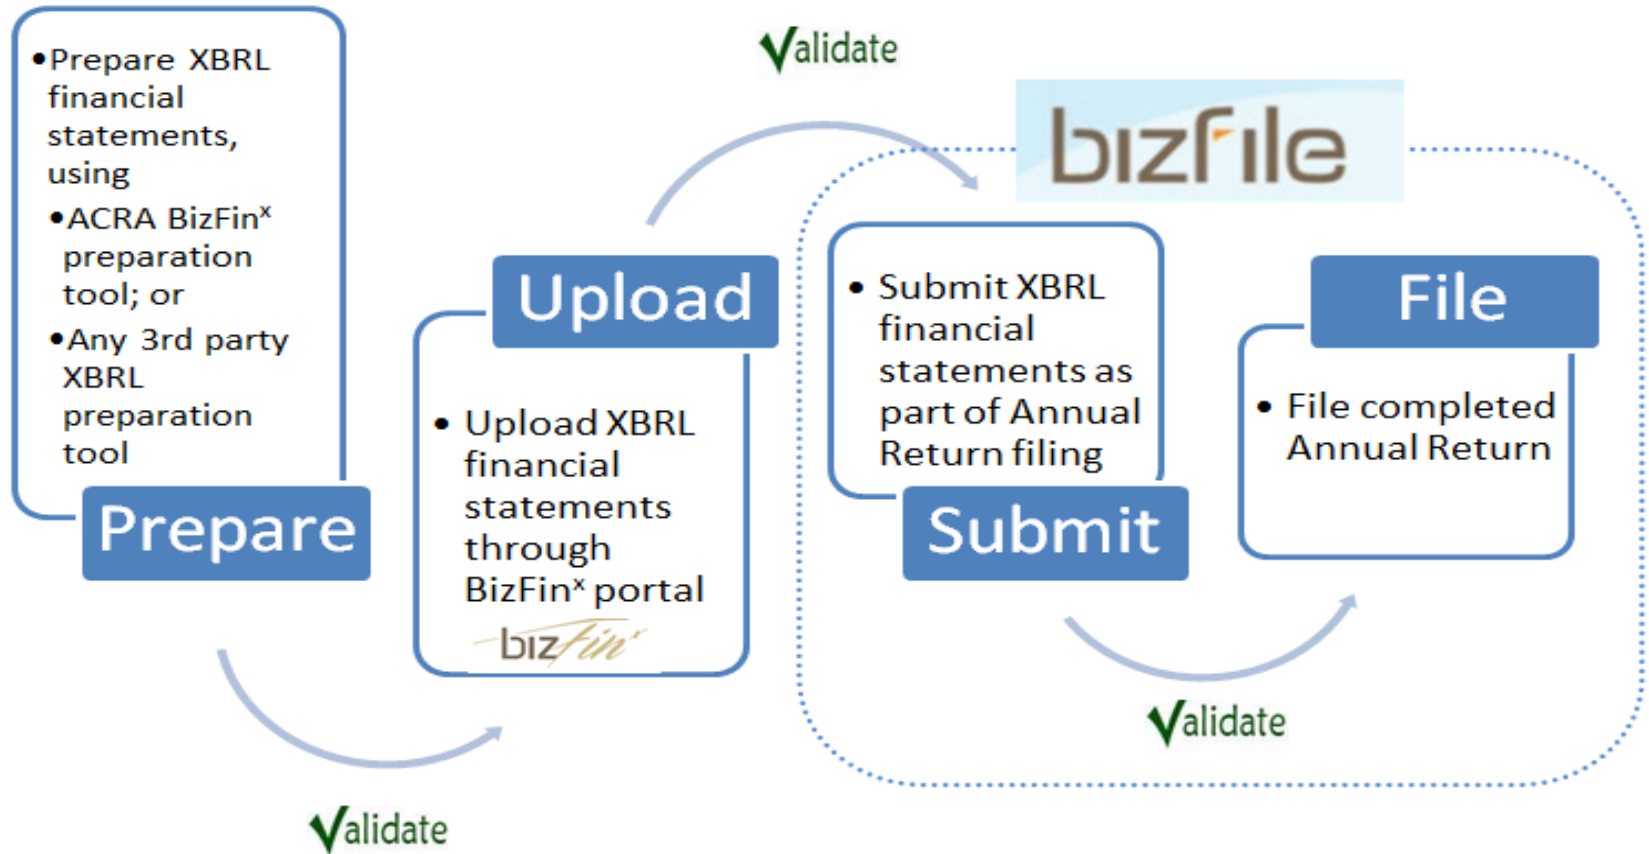 •Prepare XBRL
financial
statements,
using
•ACRA BizFinˣ
preparation
tool; or
•Any 3rd party
XBRL
preparation
tool
Prepare
Validate
Upload
• Upload XBRL
financial
statements
through
BizFinˣ portal
bizFinˣ
Validate
bizfile
• Submit XBRL
financial
statements as
part of Annual
Return filing
Submit
Validate
File
• File completed
Annual Return